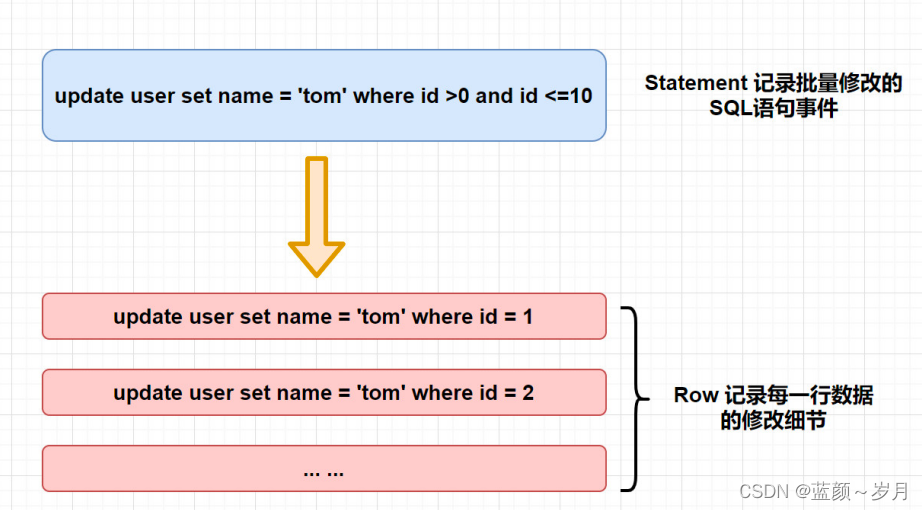 update user set name = 'tom' where id >0 and id <=10
Statement 记录批量修改的
SQL语句事件
update user set name = 'tom' where id = 1
update user set name = 'tom' where id = 2
... ...
Row 记录每一行数据
的修改细节
CSDN @蓝颜～岁月